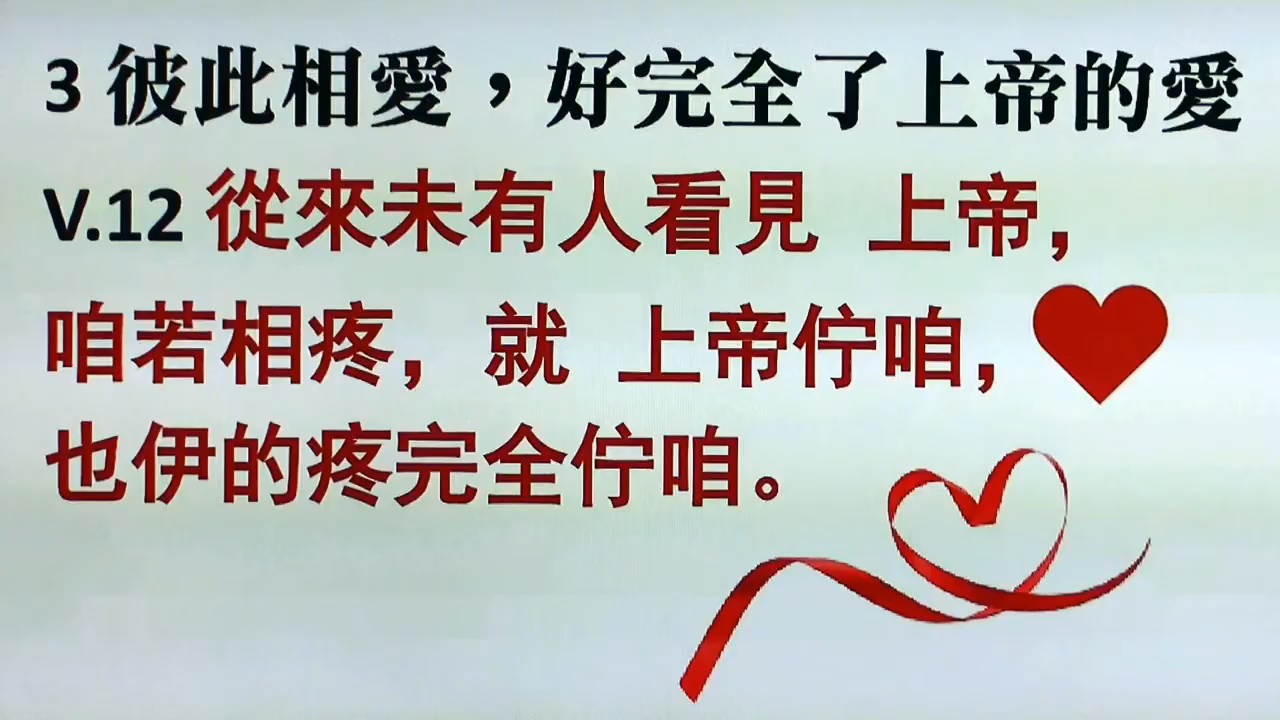 3 彼此相愛，好完全了上帝的愛
V.12 從來未有人看見 上帝，
咱若相疼，就 上帝佇咱，
也伊的疼完全佇咱。